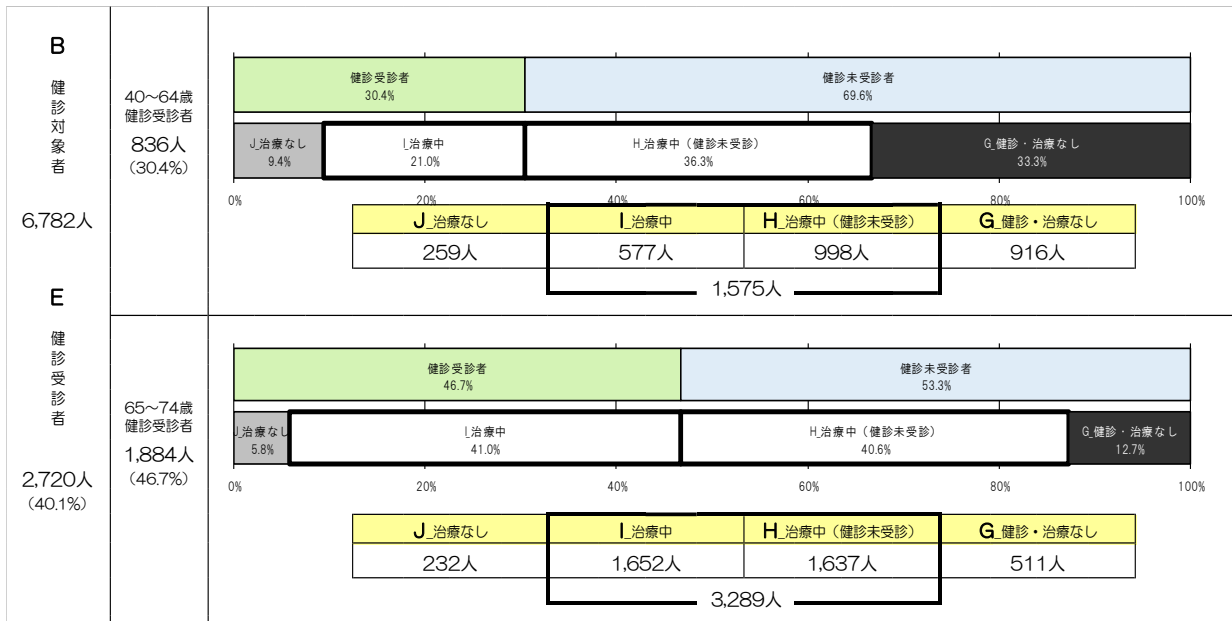 B
健
診
対
象
者
6,782人
E
健
診
受
診
者
2,720人
(40.1%)
40～64歳
健診受診者
836人
(30.4%)
健診受診者
30.4%
健診未受診者
69.6%
J_治療なし
9.4%
I_治療中
21.0%
H_治療中（健診未受診）
36.3%
G_健診・治療なし
33.3%
0% 20% 40% 60% 80% 100%
J_治療なし I_治療中 H_治療中（健診未受診） G_健診・治療なし
259人 577人 998人 916人
1,575人
65～74歳
健診受診者
1,884人
(46.7%)
健診受診者
46.7%
健診未受診者
53.3%
J_治療なし
5.8%
I_治療中
41.0%
H_治療中（健診未受診）
40.6%
G_健診・治療なし
12.7%
0% 20% 40% 60% 80% 100%
J_治療なし I_治療中 H_治療中（健診未受診） G_健診・治療なし
232人 1,652人 1,637人 511人
3,289人